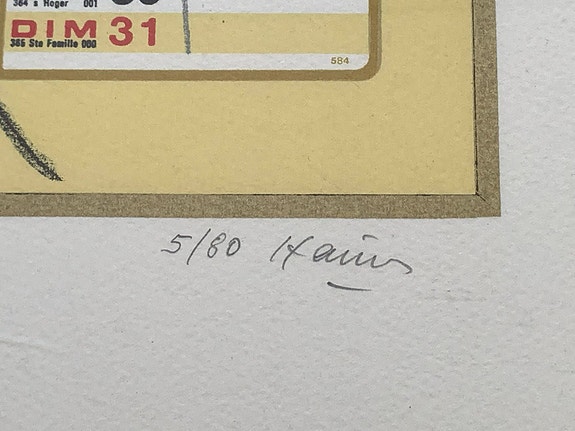 364 s Roger 001
DIM 31
365 Ste Famille 000
584
5/80 Hains